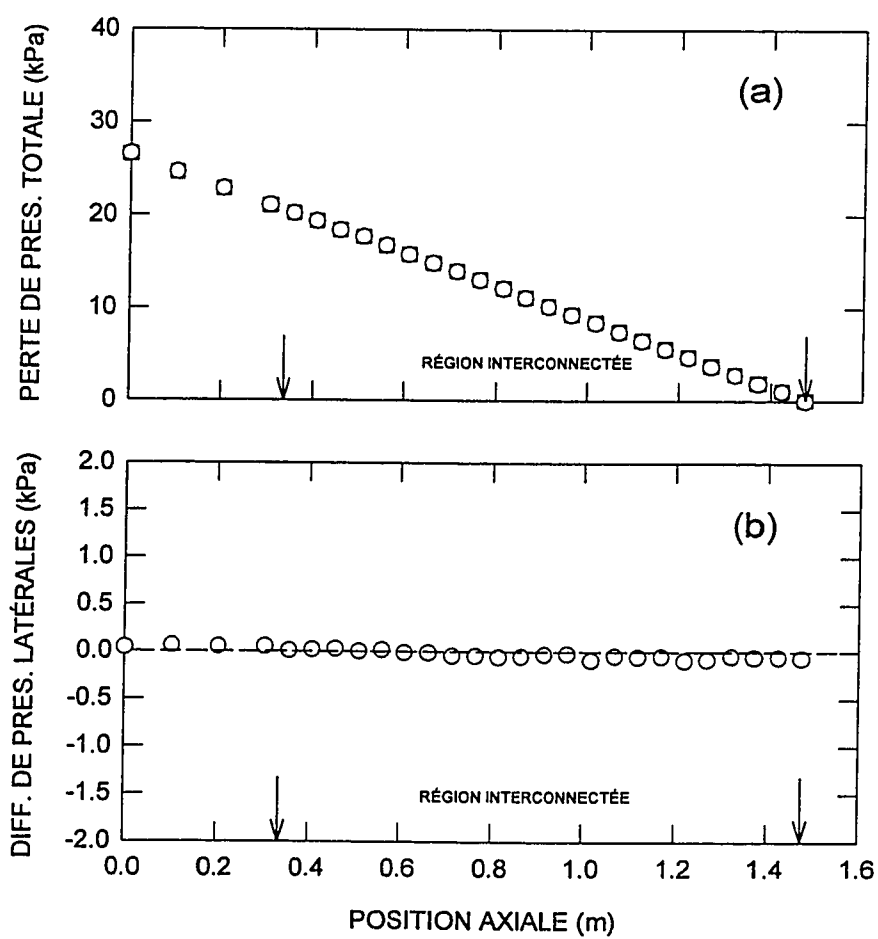 PERTE DE PRES. TOTALE (kPa)
40
30
20
10
0
(a)
RÉGION INTERCONNECTÉE
DIFF. DE PRES. LATÉRALES (kPa)
2.0
1.5
1.0
0.5
0.0
-0.5
-1.0
-1.5
-2.0
(b)
RÉGION INTERCONNECTÉE
0.0 0.2 0.4 0.6 0.8 1.0 1.2 1.4 1.6
POSITION AXIALE (m)